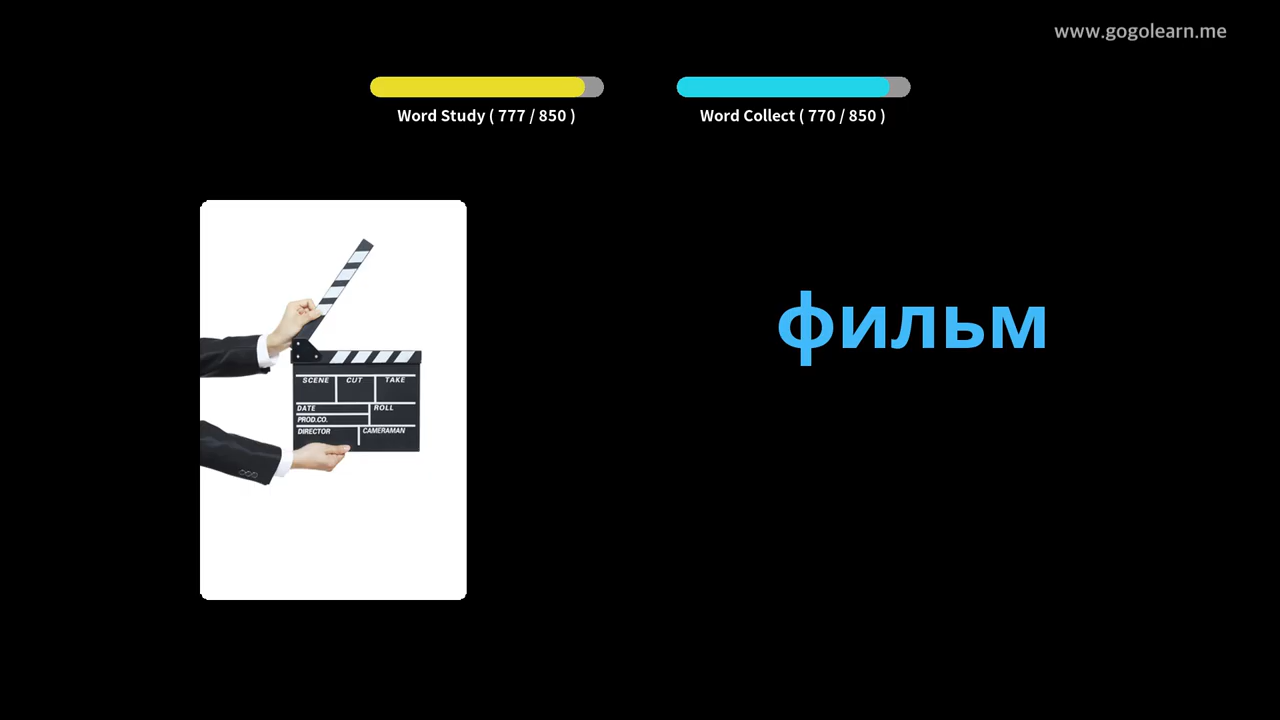 www.gogolearn.me
Word Study ( 777 / 850 )
Word Collect ( 770 / 850 )
фильм
SCENE CUT TAKE
DATE ROLL
PROD.CO.
DIRECTOR CAMERAMAN